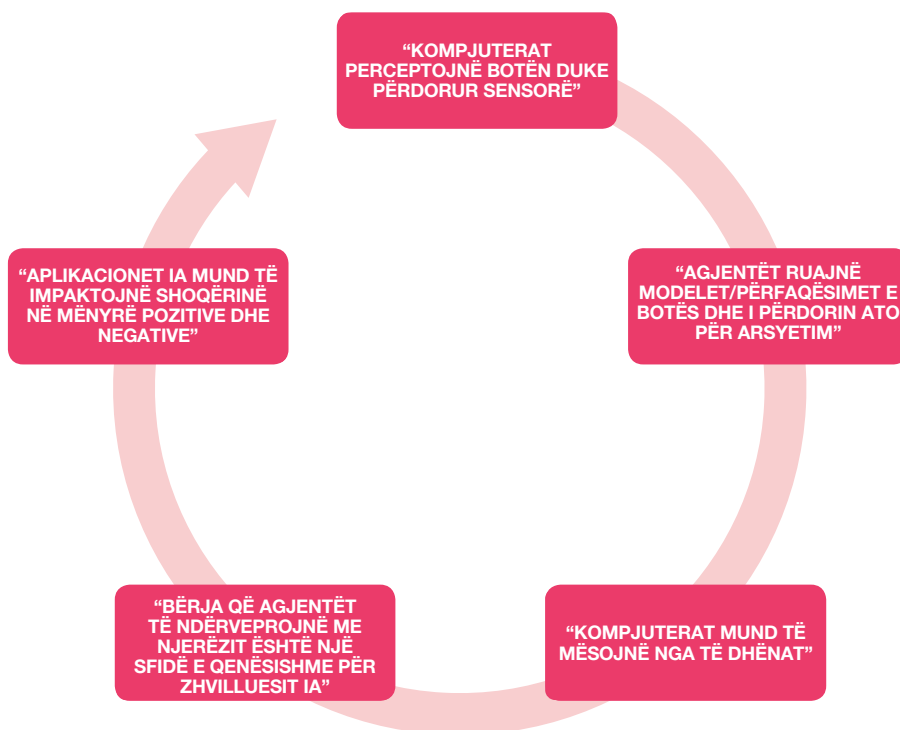 “KOMPJUTERAT
PERCEPTOJNË BOTËN DUKE
PËRDORUR SENSORË”
“AGJENTËT RUAJNË
MODELET/PËRFAQËSIMET E
BOTËS DHE I PËRDORIN ATO
PËR ARSYETIM”
“KOMPJUTERAT MUND TË
MËSOJNË NGA TË DHËNAT”
“BËRJA QË AGJENTËT
TË NDËRVEPROJNË ME
NJERËZIT ËSHTË NJË
SFIDË E QENËSISHME PËR
ZHVILLUESIT IA”
“APLIKACIONET IA MUND TË
IMPAKTOJNË SHOQËRINË
NË MËNYRË POZITIVE DHE
NEGATIVE”